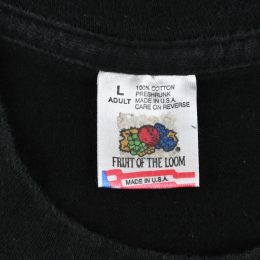 L
ADULT
100% COTTON
PRESHRUNK
MADE IN U.S.A.
CARE ON REVERSE
FRUIT OF THE LOOM
®
MADE IN U.S.A.